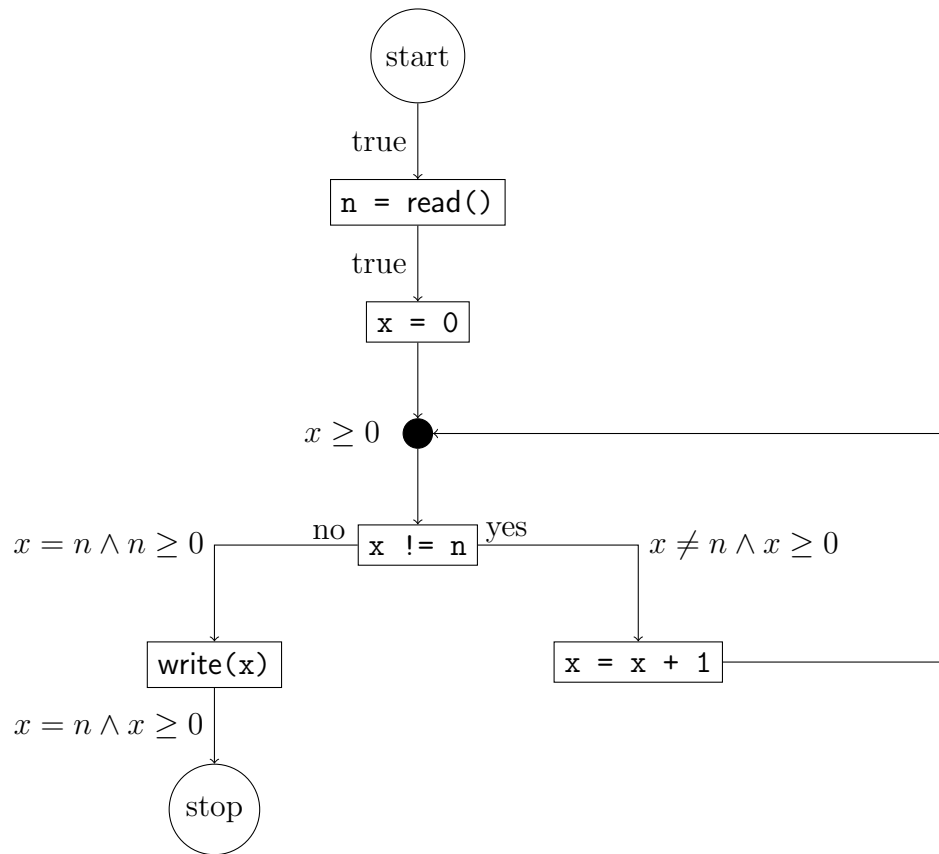 start
true
n = read()
true
x = 0
x ≥ 0
no
x != n
yes
x = n ∧ n ≥ 0
x ≠ n ∧ x ≥ 0
write(x)
x = x + 1
x = n ∧ x ≥ 0
stop